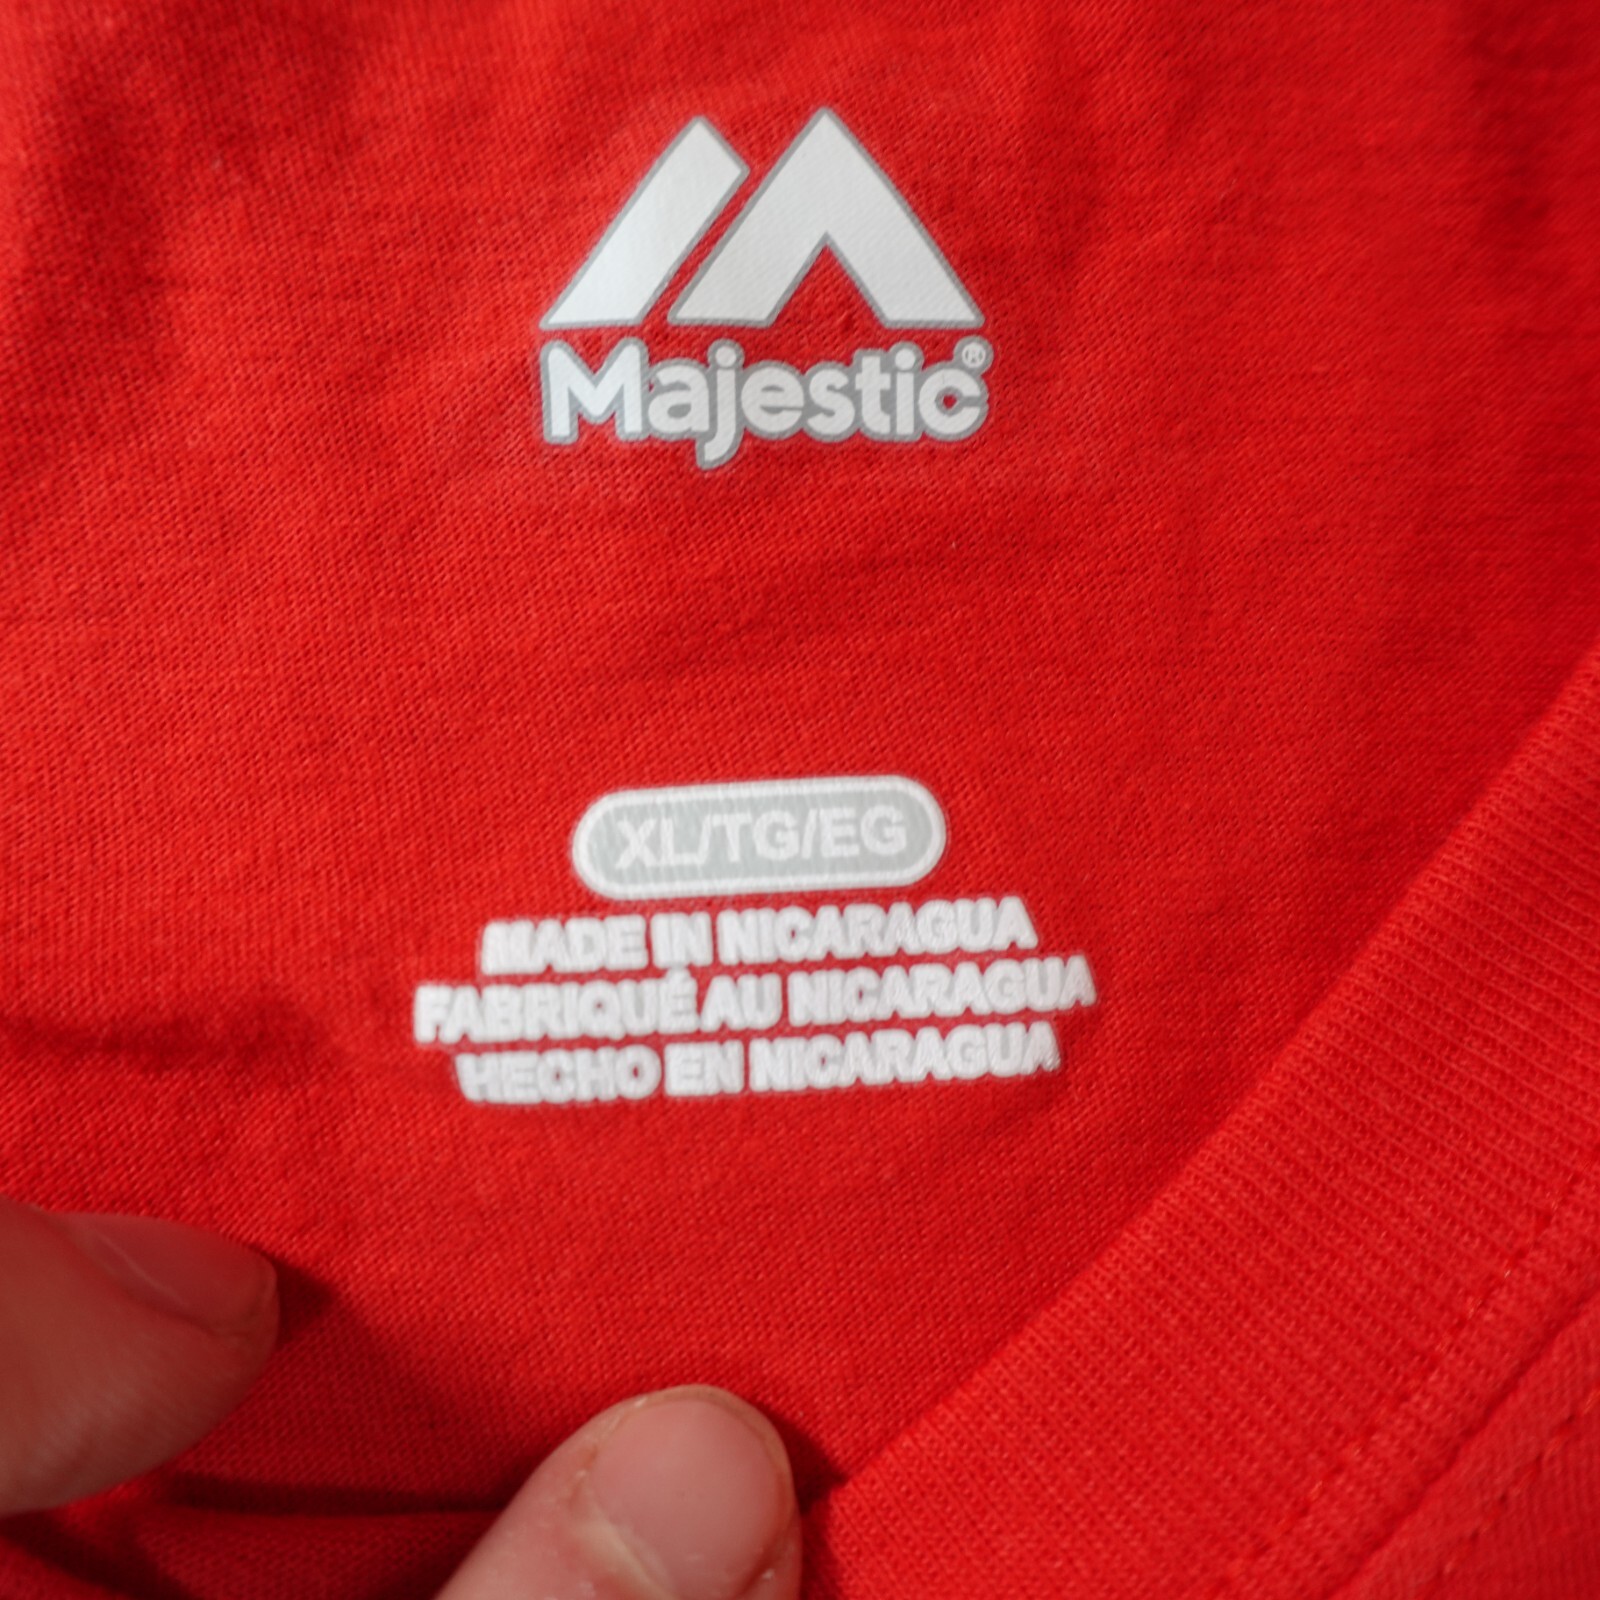 Majestic®
XL/TG/EG
MADE IN NICARAGUA
FABRIQUÉ AU NICARAGUA
HECHO EN NICARAGUA